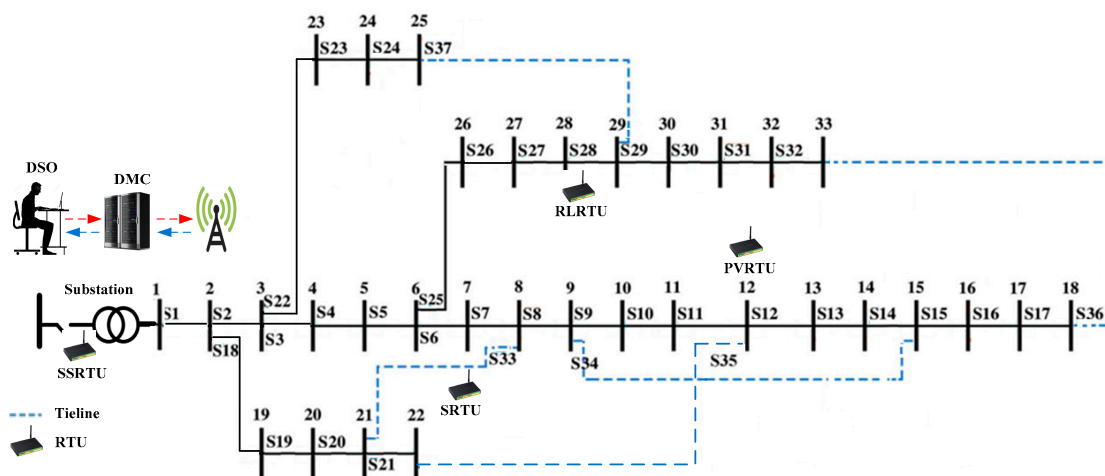 23 24 25
S23 S24 S37
26 27 28 29 30 31 32 33
S26 S27 S28 S29 S30 S31 S32
DSO DMC
RLRTU
PVRTU
Substation
1 2 3 4 5 6 7 8 9 10 11 12 13 14 15 16 17 18
S22 S25
S1 S2 S4 S5 S7 S8 S9 S10 S11 S12 S13 S14 S15 S16 S17 S36
S3 S6
S18 S33 S34 S35
SSRTU
SRTU
Tieline
RTU
19 20 21 22
S19 S20
S21